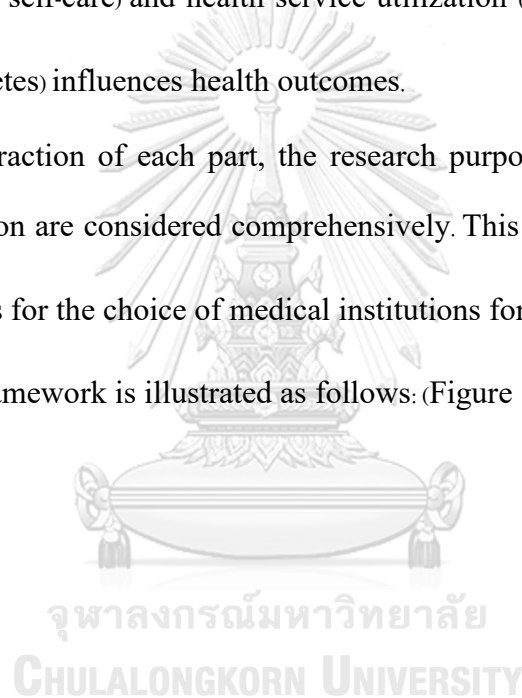 self-care) and health service utilization (
etes) influences health outcomes.
raction of each part, the research purpo
on are considered comprehensively. This
s for the choice of medical institutions for
amework is illustrated as follows: (Figure
จุฬาลงกรณ์มหาวิทยาลัย
CHULALONGKORN UNIVERSITY